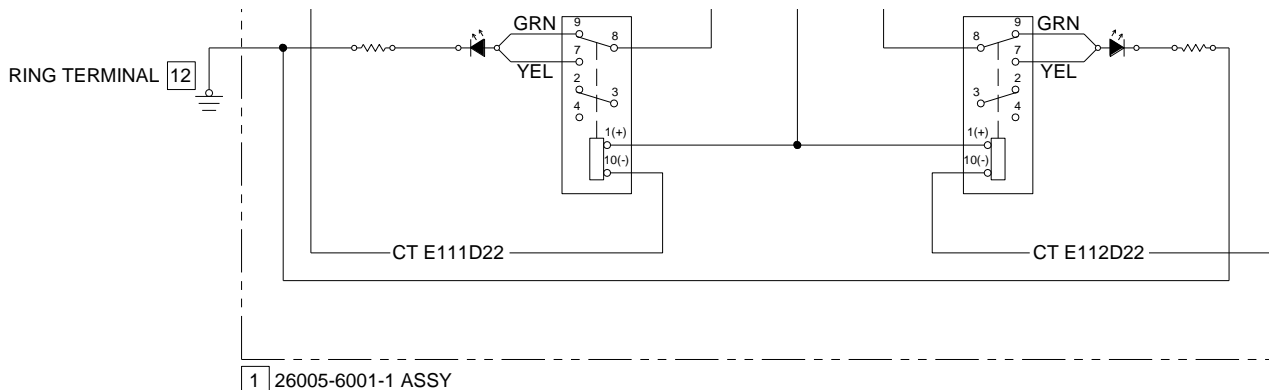 GRN
9
8
7
YEL
2
3
4
1(+)
10(-)
GRN
9
8
7
YEL
2
3
4
1(+)
10(-)
RING TERMINAL 12
CT E111D22
CT E112D22
1 26005-6001-1 ASSY